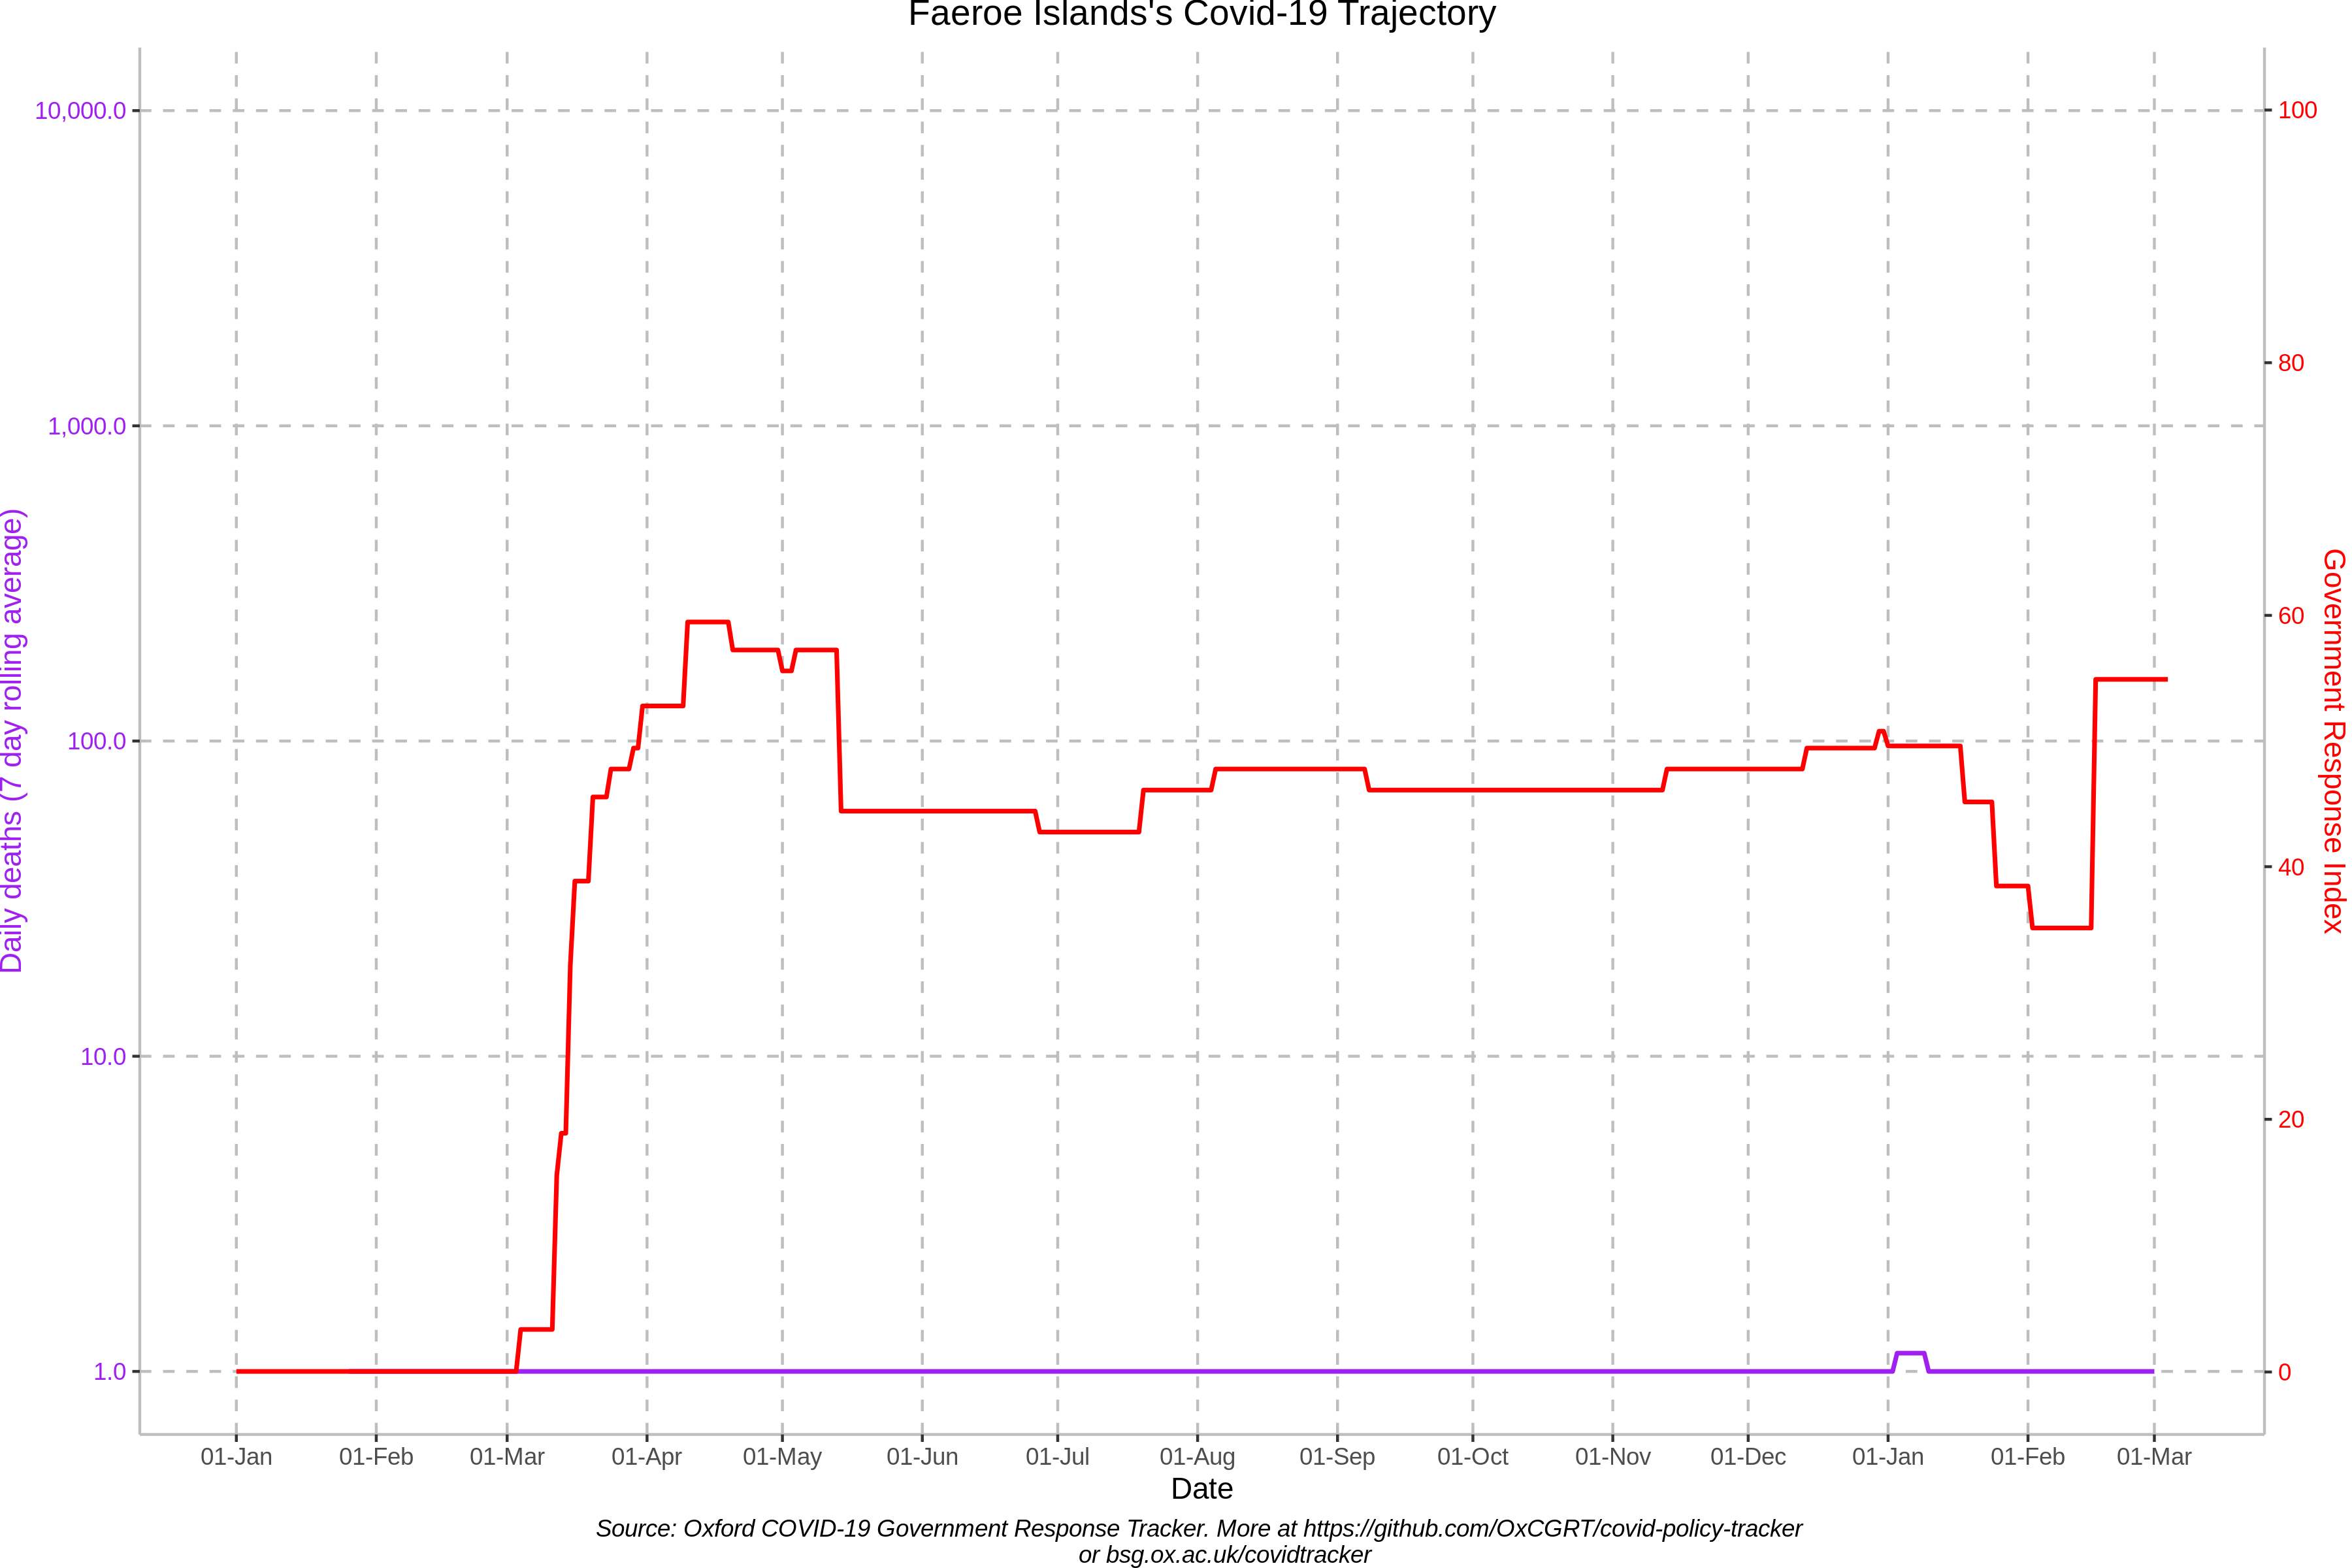 Faeroe Islands's Covid-19 Trajectory
10,000.0
1,000.0
100.0
10.0
1.0
Daily deaths (7 day rolling average)
100
80
60
40
20
0
Government Response Index
01-Jan 01-Feb 01-Mar 01-Apr 01-May 01-Jun 01-Jul 01-Aug 01-Sep 01-Oct 01-Nov 01-Dec 01-Jan 01-Feb 01-Mar
Date
Source: Oxford COVID-19 Government Response Tracker. More at https://github.com/OxCGRT/covid-policy-tracker
or bsg.ox.ac.uk/covidtracker